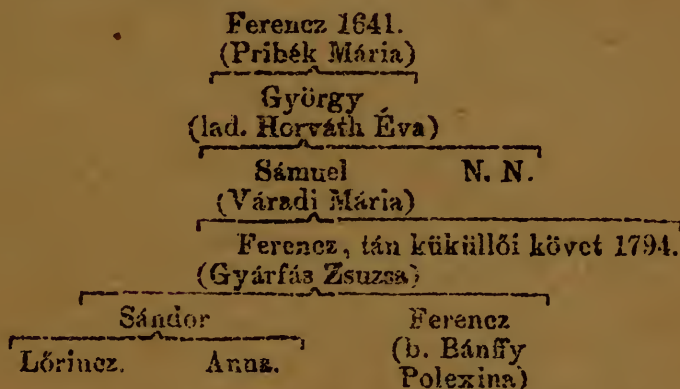 Ferencz 1641.
(Pribék Mária)
György
(lad. Horváth Éva)
Sámuel N. N.
(Váradi Mária)
Ferencz, tán küküllői követ 1794.
(Gyárfás Zsuzsa)
Sándor Ferencz
Lőrincz. Anna. (b. Bánffy
Polexina)